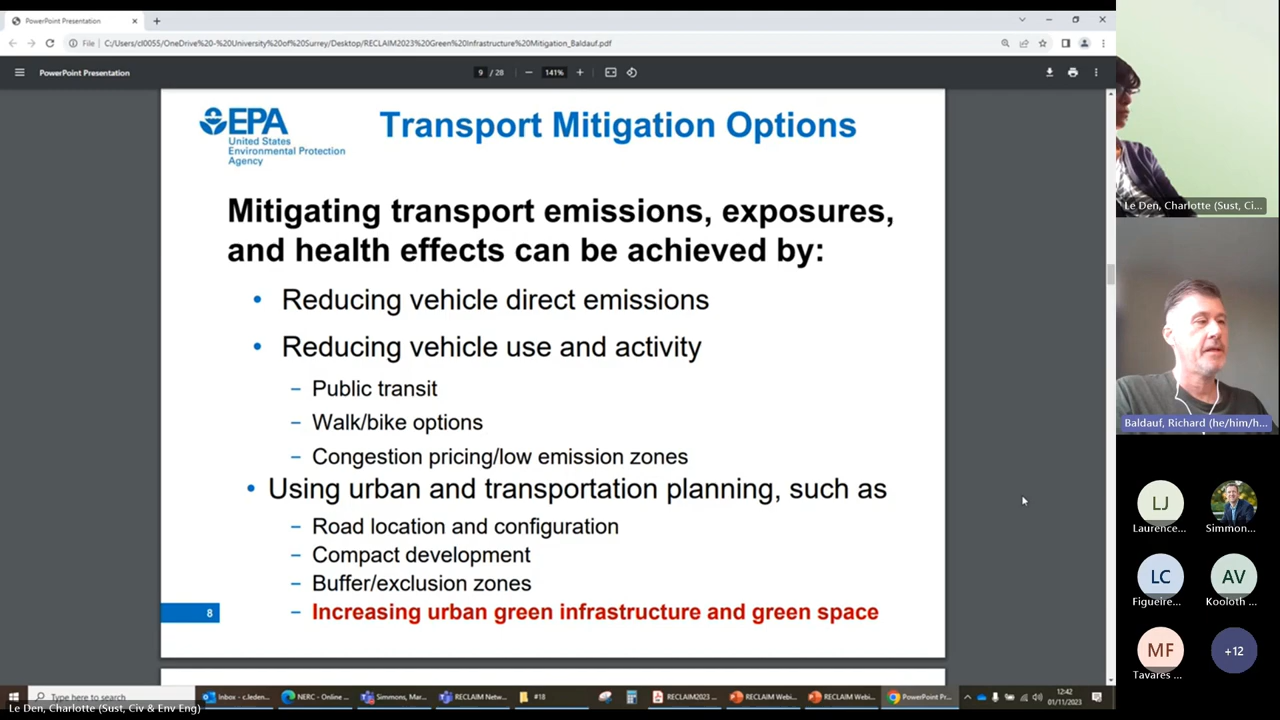 PowerPoint Presentation
File
C:/Users/cl0055/OneDrive%20-%20University%20of%20Surrey/Desktop/RECLAIM2023%20Green%20Infrastructure%20Mitigation_Baldauf.pdf
PowerPoint Presentation
9 / 28
141%
EPA
United States
Environmental Protection
Agency
Transport Mitigation Options
Mitigating transport emissions, exposures,
and health effects can be achieved by:
• Reducing vehicle direct emissions
• Reducing vehicle use and activity
– Public transit
– Walk/bike options
– Congestion pricing/low emission zones
• Using urban and transportation planning, such as
– Road location and configuration
– Compact development
– Buffer/exclusion zones
– Increasing urban green infrastructure and green space
8
Le Den, Charlotte (Sust, Ci...
Baldauf, Richard (he/him/h...
LJ
Laurence...
Simmon...
LC
Figueire...
AV
Kooloth ...
MF
Tavares ...
+12
Type here to search
Inbox - c.leden...
NERC - Online ...
Simmons, Mar...
RECLAIM Netw...
#18
RECLAIM2023 ...
RECLAIM Webi...
RECLAIM Webi...
PowerPoint Pr...
12:42
01/11/2023
Le Den, Charlotte (Sust, Civ & Env Eng)